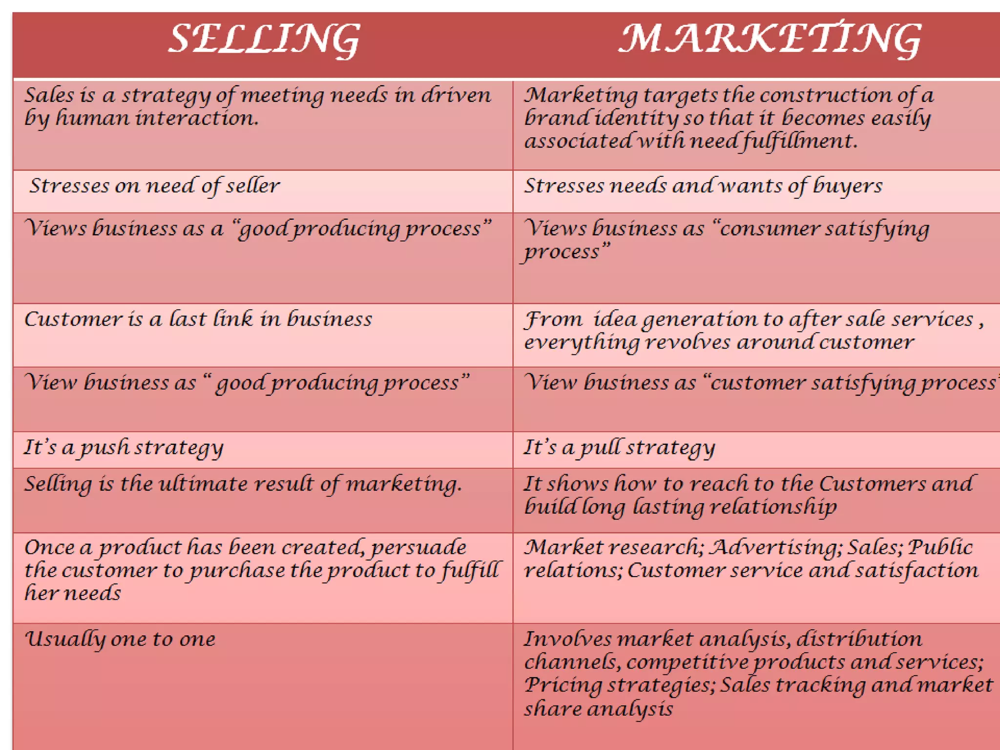 SELLING
MARKETING
Sales is a strategy of meeting needs in driven
by human interaction.
Marketing targets the construction of a
brand identity so that it becomes easily
associated with need fulfillment.
Stresses on need of seller
Stresses needs and wants of buyers
Views business as a “good producing process”
Views business as “consumer satisfying
process”
Customer is a last link in business
From idea generation to after sale services ,
everything revolves around customer
View business as “ good producing process”
View business as “customer satisfying process”
It’s a push strategy
It’s a pull strategy
Selling is the ultimate result of marketing.
It shows how to reach to the Customers and
build long lasting relationship
Once a product has been created, persuade
the customer to purchase the product to fulfill
her needs
Market research; Advertising; Sales; Public
relations; Customer service and satisfaction
Usually one to one
Involves market analysis, distribution
channels, competitive products and services;
Pricing strategies; Sales tracking and market
share analysis